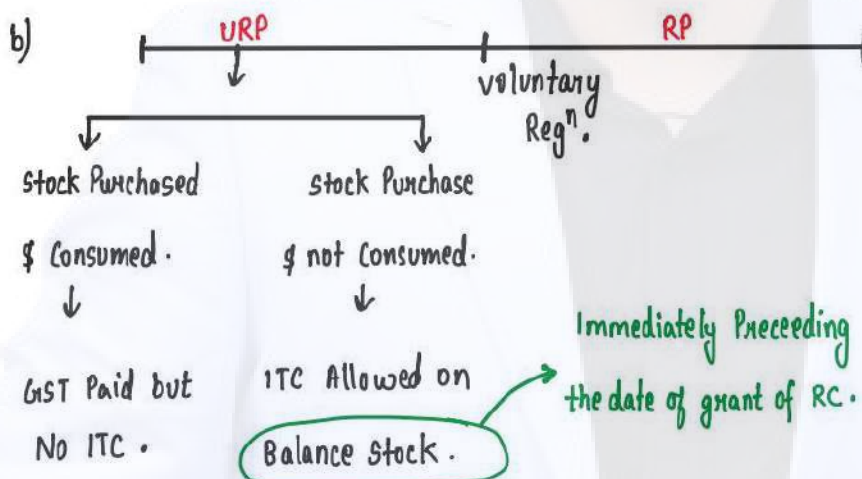 b)
URP
RP
voluntary
Regn.
Stock Purchased
& Consumed.
GST Paid but
No ITC.
Stock Purchase
& not Consumed.
ITC Allowed on
Balance Stock.
Immediately Preceeding
the date of grant of RC.